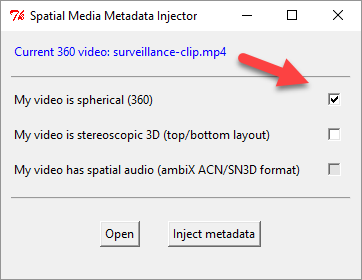 Spatial Media Metadata Injector
Current 360 video: surveillance-clip.mp4
My video is spherical (360)
My video is stereoscopic 3D (top/bottom layout)
My video has spatial audio (ambiX ACN/SN3D format)
Open
Inject metadata